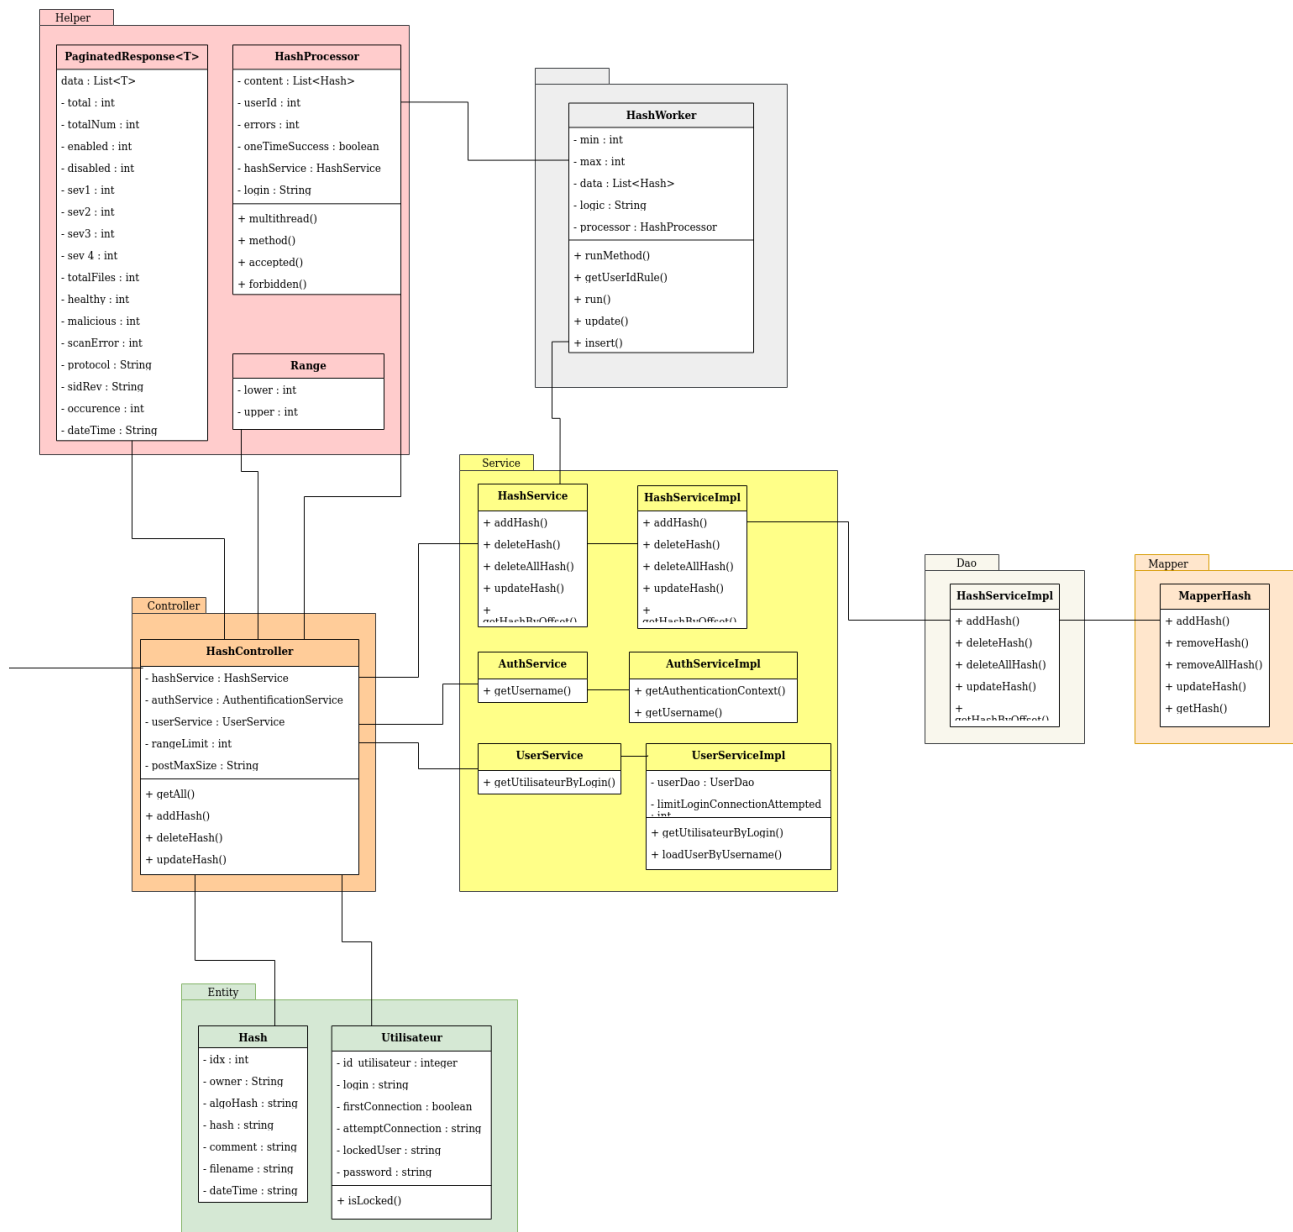 Helper
PaginatedResponse<T>
data : List<T>
- total : int
- totalNum : int
- enabled : int
- disabled : int
- sev1 : int
- sev2 : int
- sev3 : int
- sev 4 : int
- totalFiles : int
- healthy : int
- malicious : int
- scanError : int
- protocol : String
- sidRev : String
- occurence : int
- dateTime : String
HashProcessor
- content : List<Hash>
- userId : int
- errors : int
- oneTimeSuccess : boolean
- hashService : HashService
- login : String
+ multithread()
+ method()
+ accepted()
+ forbidden()
Range
- lower : int
- upper : int
HashWorker
- min : int
- max : int
- data : List<Hash>
- logic : String
- processor : HashProcessor
+ runMethod()
+ getUserIdRule()
+ run()
+ update()
+ insert()
Service
HashService
+ addHash()
+ deleteHash()
+ deleteAllHash()
+ updateHash()
+
getHashByOffset()
HashServiceImpl
+ addHash()
+ deleteHash()
+ deleteAllHash()
+ updateHash()
+
getHashByOffset()
AuthService
+ getUsername()
AuthServiceImpl
+ getAuthenticationContext()
+ getUsername()
UserService
+ getUtilisateurByLogin()
UserServiceImpl
- userDao : UserDao
- limitLoginConnectionAttempted
: int
+ getUtilisateurByLogin()
+ loadUserByUsername()
Dao
HashServiceImpl
+ addHash()
+ deleteHash()
+ deleteAllHash()
+ updateHash()
+
getHashByOffset()
Mapper
MapperHash
+ addHash()
+ removeHash()
+ removeAllHash()
+ updateHash()
+ getHash()
Controller
HashController
- hashService : HashService
- authService : AuthentificationService
- userService : UserService
- rangeLimit : int
- postMaxSize : String
+ getAll()
+ addHash()
+ deleteHash()
+ updateHash()
Entity
Hash
- idx : int
- owner : String
- algoHash : string
- hash : string
- comment : string
- filename : string
- dateTime : string
Utilisateur
- id_utilisateur : integer
- login : string
- firstConnection : boolean
- attemptConnection : string
- lockedUser : string
- password : string
+ isLocked()